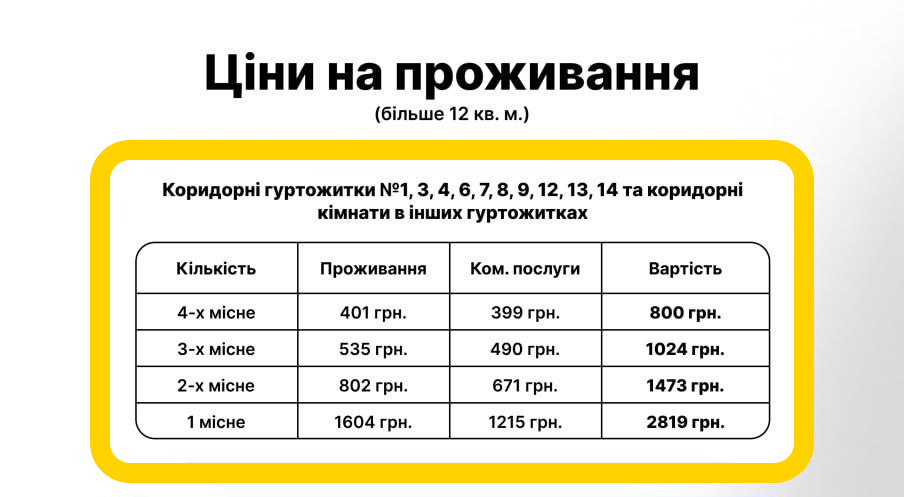 Ціни на проживання
(більше 12 кв. м.)
Коридорні гуртожитки №1, 3, 4, 6, 7, 8, 9, 12, 13, 14 та коридорні
кімнати в інших гуртожитках
Кількість Проживання Ком. послуги Вартість
4-х місне 401 грн. 399 грн. 800 грн.
3-х місне 535 грн. 490 грн. 1024 грн.
2-х місне 802 грн. 671 грн. 1473 грн.
1 місне 1604 грн. 1215 грн. 2819 грн.